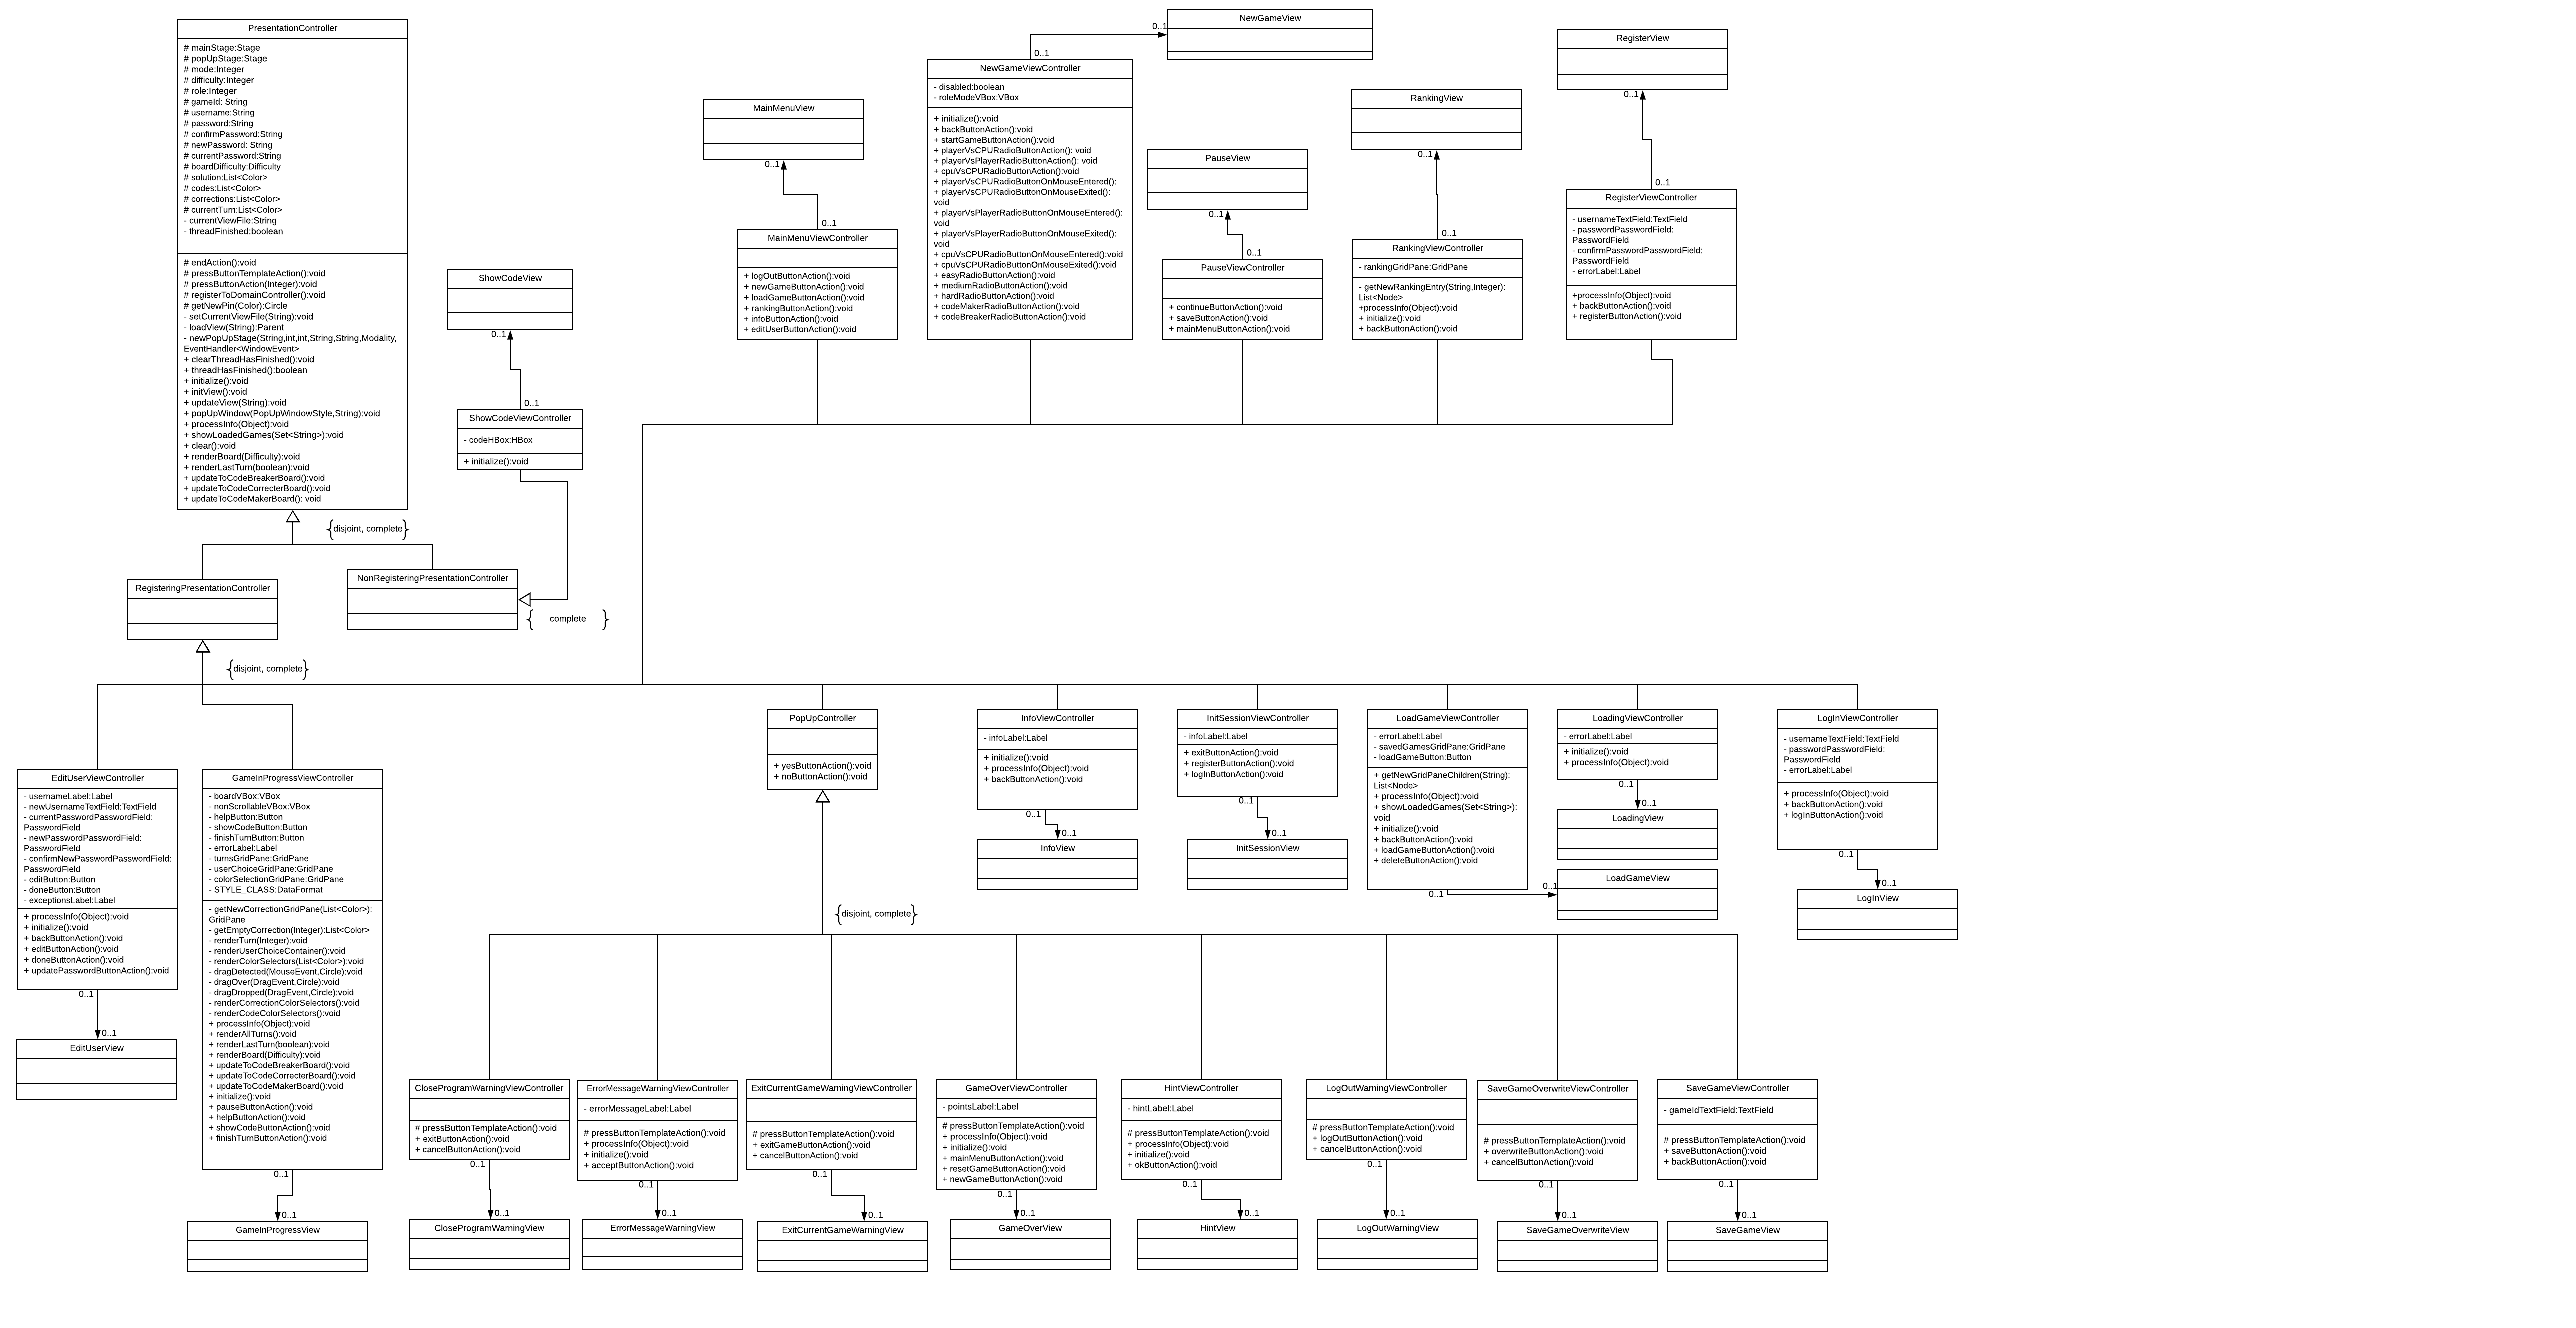 PresentationController
# mainStage:Stage
# popUpStage:Stage
# mode:Integer
# difficulty:Integer
# role:Integer
# gameId: String
# username:String
# password:String
# confirmPassword:String
# newPassword: String
# currentPassword:String
# boardDifficulty:Difficulty
# solution:List<Color>
# codes:List<Color>
# corrections:List<Color>
# currentTurn:List<Color>
- currentViewFile:String
- threadFinished:boolean
# endAction():void
# pressButtonTemplateAction():void
# pressButtonAction(Integer):void
# registerToDomainController():void
# getNewPin(Color):Circle
- setCurrentViewFile(String):void
- loadView(String):Parent
- newPopUpStage(String,int,int,String,String,Modality,
EventHandler<WindowEvent>
+ clearThreadHasFinished():void
+ threadHasFinished():boolean
+ initialize():void
+ initView():void
+ updateView(String):void
+ popUpWindow(PopUpWindowStyle,String):void
+ processInfo(Object):void
+ showLoadedGames(Set<String>):void
+ clear():void
+ renderBoard(Difficulty):void
+ renderLastTurn(boolean):void
+ updateToCodeBreakerBoard():void
+ updateToCodeCorrecterBoard():void
+ updateToCodeMakerBoard(): void
{disjoint, complete}
ShowCodeView
0..1
0..1
ShowCodeViewController
- codeHBox:HBox
+ initialize():void
MainMenuView
0..1
0..1
MainMenuViewController
+ logOutButtonAction():void
+ newGameButtonAction():void
+ loadGameButtonAction():void
+ rankingButtonAction():void
+ infoButtonAction():void
+ editUserButtonAction():void
NewGameView
0..1
0..1
NewGameViewController
- disabled:boolean
- roleModeVBox:VBox
+ initialize():void
+ backButtonAction():void
+ startGameButtonAction():void
+ playerVsCPURadioButtonAction(): void
+ playerVsPlayerRadioButtonAction(): void
+ cpuVsCPURadioButtonAction():void
+ playerVsCPURadioButtonOnMouseEntered():
+ playerVsCPURadioButtonOnMouseExited():
void
+ playerVsPlayerRadioButtonOnMouseEntered():
void
+ playerVsPlayerRadioButtonOnMouseExited():
void
+ cpuVsCPURadioButtonOnMouseEntered():void
+ cpuVsCPURadioButtonOnMouseExited():void
+ easyRadioButtonAction():void
+ mediumRadioButtonAction():void
+ hardRadioButtonAction():void
+ codeMakerRadioButtonAction():void
+ codeBreakerRadioButtonAction():void
PauseView
0..1
0..1
PauseViewController
+ continueButtonAction():void
+ saveButtonAction():void
+ mainMenuButtonAction():void
RankingView
0..1
0..1
RankingViewController
- rankingGridPane:GridPane
- getNewRankingEntry(String,Integer):
List<Node>
+processInfo(Object):void
+ initialize():void
+ backButtonAction():void
RegisterView
0..1
0..1
RegisterViewController
- usernameTextField:TextField
- passwordPasswordField:
PasswordField
- confirmPasswordPasswordField:
PasswordField
- errorLabel:Label
+processInfo(Object):void
+ backButtonAction():void
+ registerButtonAction():void
RegisteringPresentationController
NonRegisteringPresentationController
{ complete }
{disjoint, complete}
EditUserViewController
- usernameLabel:Label
- newUsernameTextField:TextField
- currentPasswordPasswordField:
PasswordField
- newPasswordPasswordField:
PasswordField
- confirmNewPasswordPasswordField:
PasswordField
- editButton:Button
- doneButton:Button
- exceptionsLabel:Label
+ processInfo(Object):void
+ initialize():void
+ backButtonAction():void
+ editButtonAction():void
+ doneButtonAction():void
+ updatePasswordButtonAction():void
0..1
0..1
EditUserView
GameInProgressViewController
- boardVBox:VBox
- nonScrollableVBox:VBox
- helpButton:Button
- showCodeButton:Button
- finishTurnButton:Button
- errorLabel:Label
- turnsGridPane:GridPane
- userChoiceGridPane:GridPane
- colorSelectionGridPane:GridPane
- STYLE_CLASS:DataFormat
- getNewCorrectionGridPane(List<Color>):
GridPane
- getEmptyCorrection(Integer):List<Color>
- renderTurn(Integer):void
- renderUserChoiceContainer():void
- renderColorSelectors(List<Color>):void
- dragDetected(MouseEvent,Circle):void
- dragOver(DragEvent,Circle):void
- dragDropped(DragEvent,Circle):void
- renderCorrectionColorSelectors():void
- renderCodeColorSelectors():void
+ processInfo(Object):void
+ renderAllTurns():void
+ renderLastTurn(boolean):void
+ renderBoard(Difficulty):void
+ updateToCodeBreakerBoard():void
+ updateToCodeCorrecterBoard():void
+ updateToCodeMakerBoard():void
+ initialize():void
+ pauseButtonAction():void
+ helpButtonAction():void
+ showCodeButtonAction():void
+ finishTurnButtonAction():void
0..1
0..1
GameInProgressView
PopUpController
+ yesButtonAction():void
+ noButtonAction():void
{disjoint, complete}
InfoViewController
- infoLabel:Label
+ initialize():void
+ processInfo(Object):void
+ backButtonAction():void
0..1
0..1
InfoView
InitSessionViewController
- infoLabel:Label
+ exitButtonAction():void
+ registerButtonAction():void
+ logInButtonAction():void
0..1
0..1
InitSessionView
LoadGameViewController
- errorLabel:Label
- savedGamesGridPane:GridPane
- loadGameButton:Button
+ getNewGridPaneChildren(String):
List<Node>
+ processInfo(Object):void
+ showLoadedGames(Set<String>):
void
+ initialize():void
+ backButtonAction():void
+ loadGameButtonAction():void
+ deleteButtonAction():void
0..1
0..1
LoadGameView
LoadingViewController
- errorLabel:Label
+ initialize():void
+ processInfo(Object):void
0..1
0..1
LoadingView
LogInViewController
- usernameTextField:TextField
- passwordPasswordField:
PasswordField
- errorLabel:Label
+ processInfo(Object):void
+ backButtonAction():void
+ logInButtonAction():void
0..1
0..1
LogInView
CloseProgramWarningViewController
# pressButtonTemplateAction():void
+ exitButtonAction():void
+ cancelButtonAction():void
0..1
0..1
CloseProgramWarningView
ErrorMessageWarningViewController
- errorMessageLabel:Label
# pressButtonTemplateAction():void
+ processInfo(Object):void
+ initialize():void
+ acceptButtonAction():void
0..1
0..1
ErrorMessageWarningView
ExitCurrentGameWarningViewController
# pressButtonTemplateAction():void
+ exitGameButtonAction():void
+ cancelButtonAction():void
0..1
0..1
ExitCurrentGameWarningView
GameOverViewController
- pointsLabel:Label
# pressButtonTemplateAction():void
+ processInfo(Object):void
+ initialize():void
+ mainMenuButtonAction():void
+ resetGameButtonAction():void
+ newGameButtonAction():void
0..1
0..1
GameOverView
HintViewController
- hintLabel:Label
# pressButtonTemplateAction():void
+ processInfo(Object):void
+ initialize():void
+ okButtonAction():void
0..1
0..1
HintView
LogOutWarningViewController
# pressButtonTemplateAction():void
+ logOutButtonAction():void
+ cancelButtonAction():void
0..1
0..1
LogOutWarningView
SaveGameOverwriteViewController
# pressButtonTemplateAction():void
+ overwriteButtonAction():void
+ cancelButtonAction():void
0..1
0..1
SaveGameOverwriteView
SaveGameViewController
- gameIdTextField:TextField
# pressButtonTemplateAction():void
+ saveButtonAction():void
+ backButtonAction():void
0..1
0..1
SaveGameView